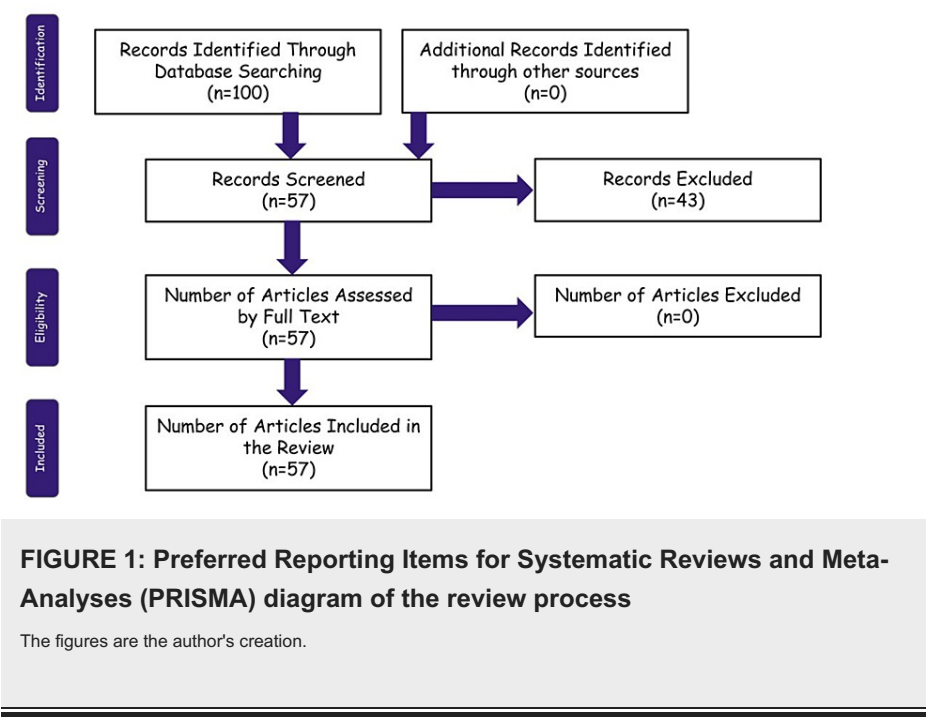 Identification
Records Identified Through
Database Searching
(n=100)
Additional Records Identified
through other sources
(n=0)
Screening
Records Screened
(n=57)
Records Excluded
(n=43)
Eligibility
Number of Articles Assessed
by Full Text
(n=57)
Number of Articles Excluded
(n=0)
Included
Number of Articles Included in
the Review
(n=57)
FIGURE 1: Preferred Reporting Items for Systematic Reviews and Meta-
Analyses (PRISMA) diagram of the review process
The figures are the author's creation.